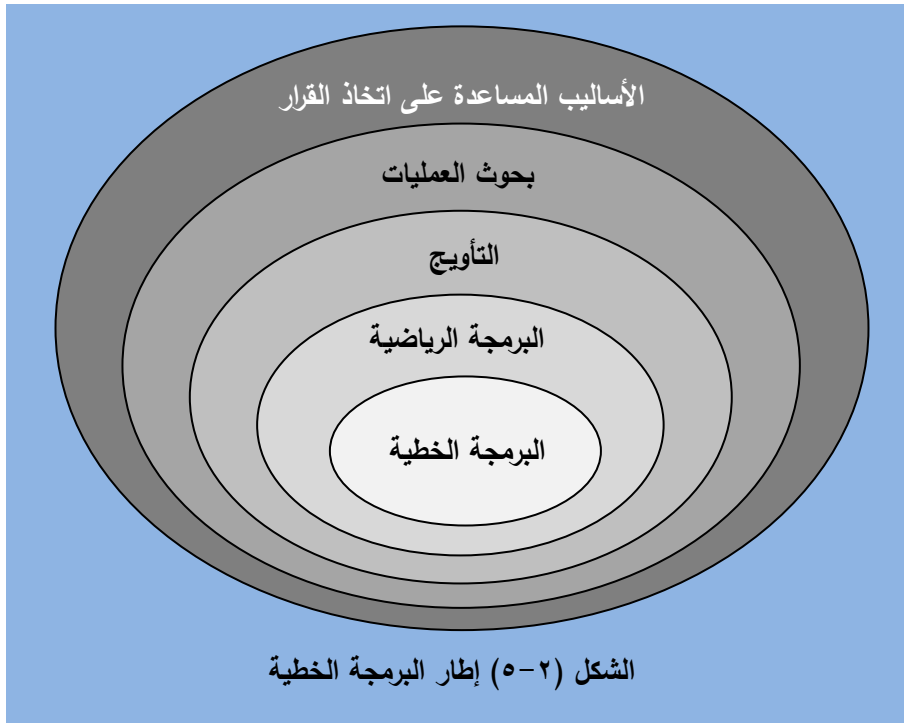 الأساليب المساعدة على اتخاذ القرار
بحوث العمليات
التأويج
البرمجة الرياضية
البرمجة الخطية
الشكل (٢-٥) إطار البرمجة الخطية